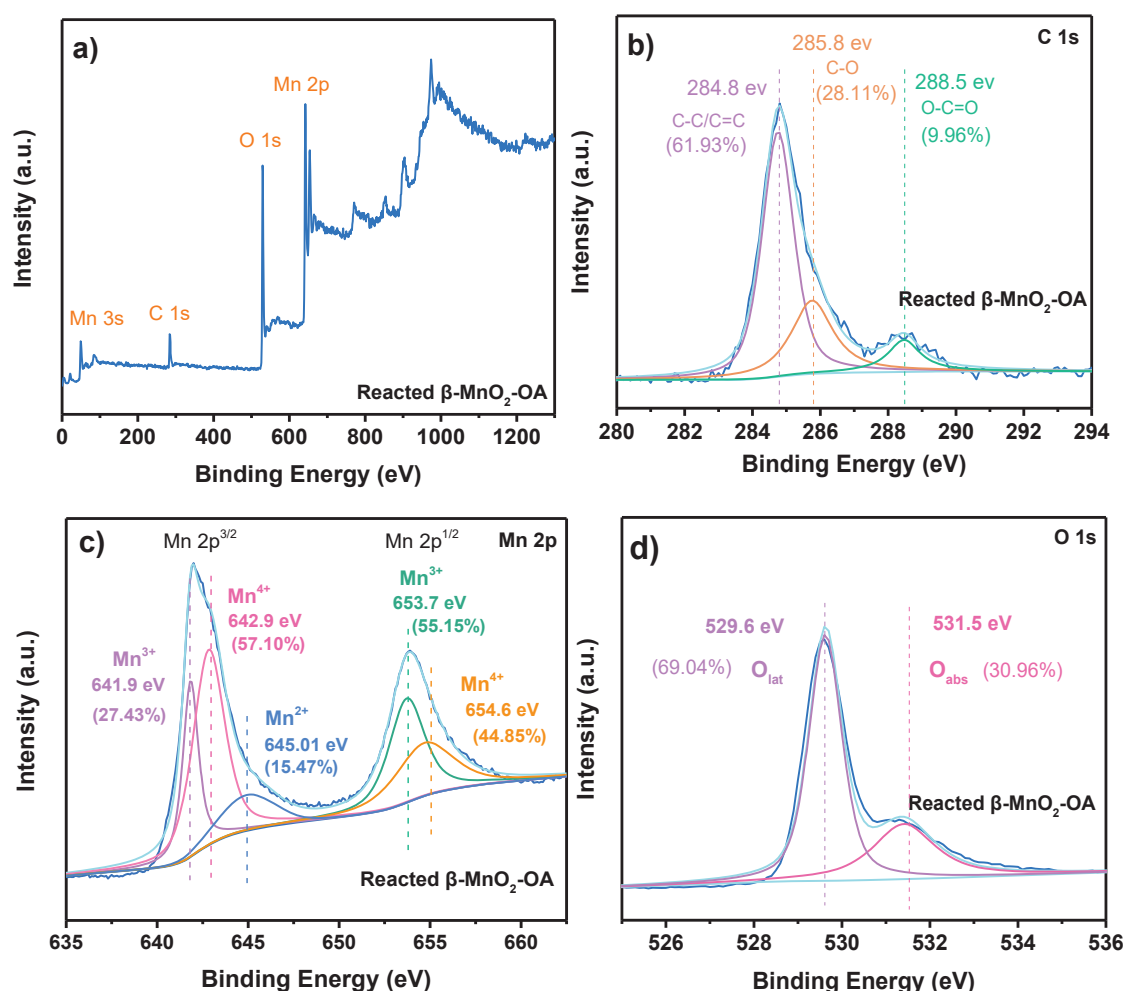 a)
Mn 2p
O 1s
Mn 3s
C 1s
Reacted β-MnO₂-OA
Intensity (a.u.)
0 200 400 600 800 1000 1200
Binding Energy (eV)
b)
C 1s
285.8 ev
C-O
(28.11%)
284.8 ev
C-C/C=C
(61.93%)
288.5 ev
O-C=O
(9.96%)
Reacted β-MnO₂-OA
Intensity (a.u.)
280 282 284 286 288 290 292 294
Binding Energy (eV)
c)
Mn 2p³ᐟ²
Mn 2p¹ᐟ²
Mn 2p
Mn³⁺
641.9 eV
(27.43%)
Mn⁴⁺
642.9 eV
(57.10%)
Mn²⁺
645.01 eV
(15.47%)
Mn³⁺
653.7 eV
(55.15%)
Mn⁴⁺
654.6 eV
(44.85%)
Reacted β-MnO₂-OA
Intensity (a.u.)
635 640 645 650 655 660
Binding Energy (eV)
d)
O 1s
529.6 eV
(69.04%) Olat
531.5 eV
Oabs (30.96%)
Reacted β-MnO₂-OA
Intensity (a.u.)
526 528 530 532 534 536
Binding Energy (eV)